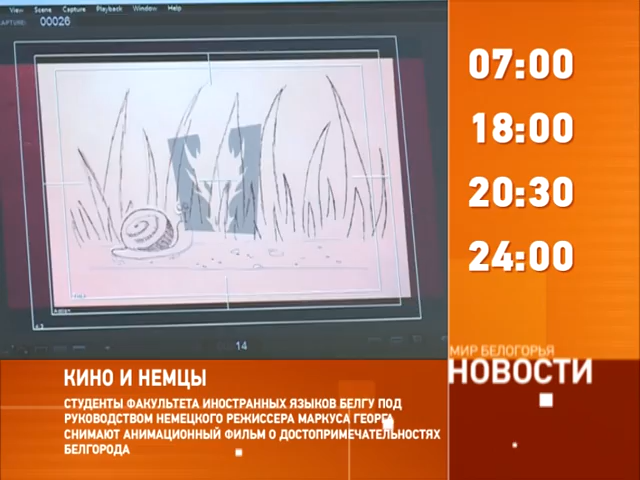 View Scene Capture Playback Window Help
CAPTURE: 00026
14
07:00
18:00
20:30
24:00
МИР БЕЛОГОРЬЯ
НОВОСТИ
КИНО И НЕМЦЫ
СТУДЕНТЫ ФАКУЛЬТЕТА ИНОСТРАННЫХ ЯЗЫКОВ БЕЛГУ ПОД
РУКОВОДСТВОМ НЕМЕЦКОГО РЕЖИССЕРА МАРКУСА ГЕОРГА
СНИМАЮТ АНИМАЦИОННЫЙ ФИЛЬМ О ДОСТОПРИМЕЧАТЕЛЬНОСТЯХ
БЕЛГОРОДА